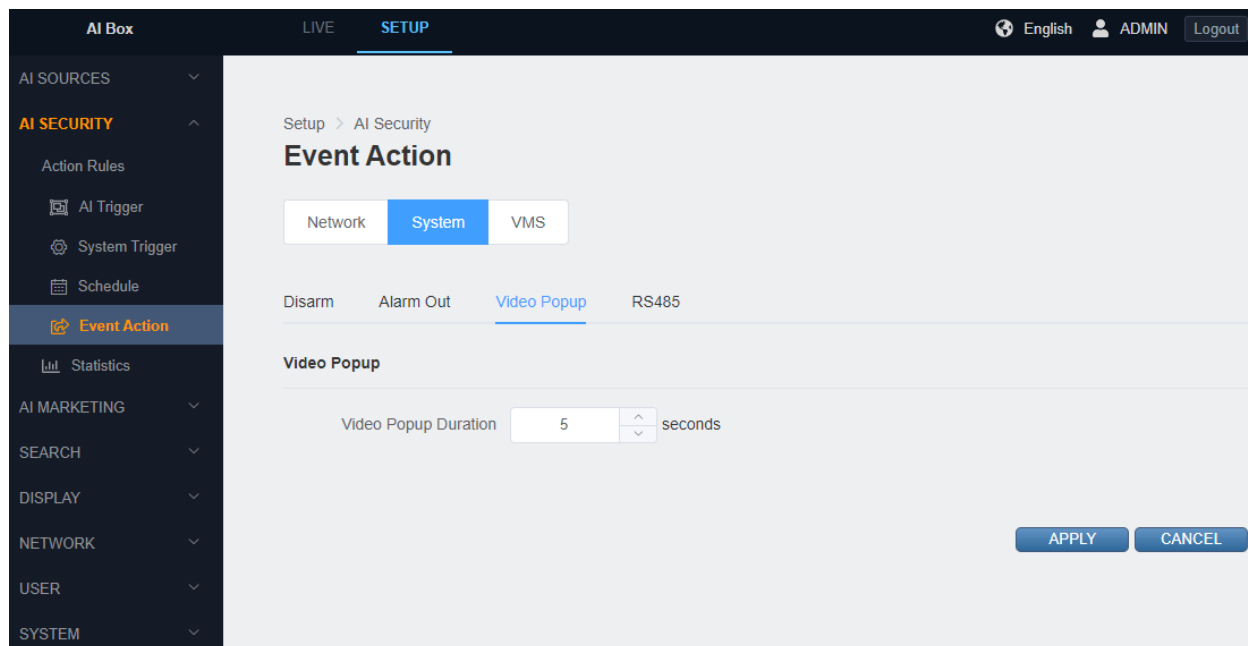 AI Box
LIVE
SETUP
English
ADMIN
Logout
AI SOURCES
AI SECURITY
Action Rules
AI Trigger
System Trigger
Schedule
Event Action
Statistics
AI MARKETING
SEARCH
DISPLAY
NETWORK
USER
SYSTEM
Setup > AI Security
Event Action
Network
System
VMS
Disarm
Alarm Out
Video Popup
RS485
Video Popup
Video Popup Duration 5 seconds
APPLY
CANCEL